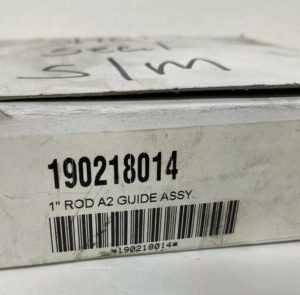 seal
S/m
190218014
1" ROD A2 GUIDE ASSY.
*190218014*